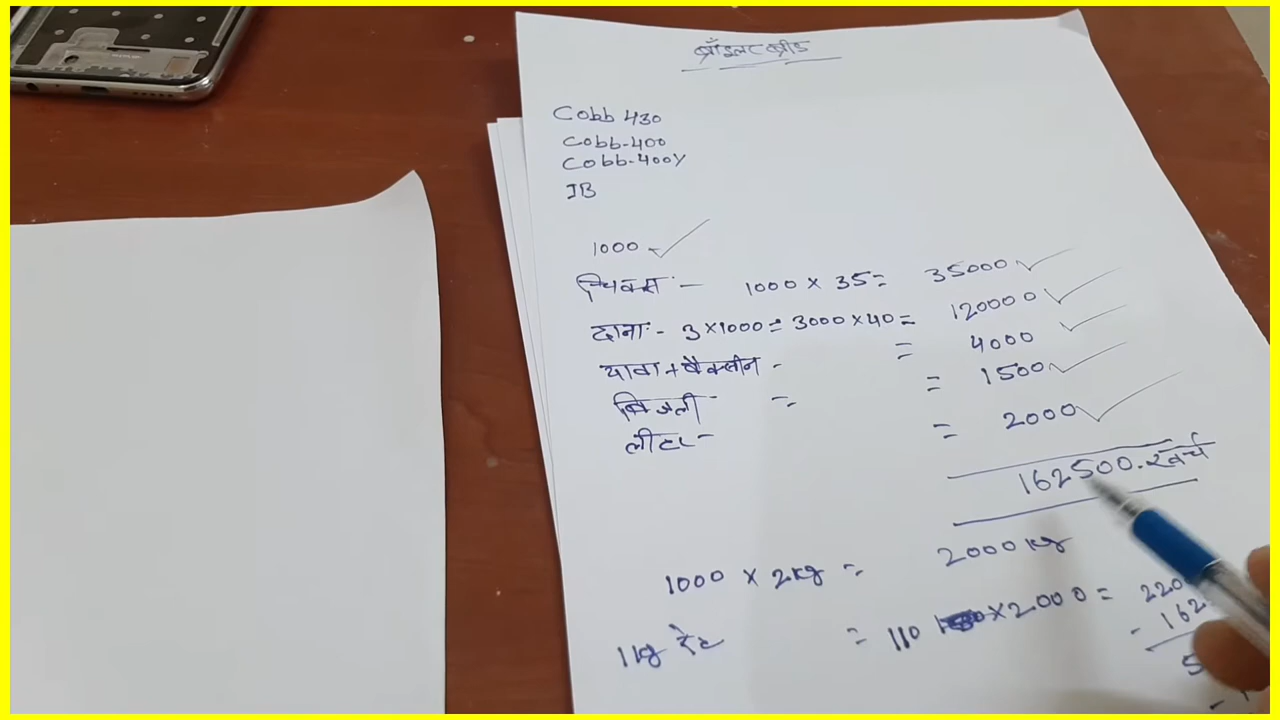 ब्रॉइलर ब्रीड
Cobb 430
Cobb-400
Cobb-400Y
JB
1000
चिक्स :- 1000 x 35 = 35000
दाना :- 3 x 1000 = 3000 x 40 = 120000
+ वैक्सीन - = 4000
बिजली = = 1500
लीटर - = 2000
162500. खर्च
1000 x 2kg = 2000 kg
1kg रेट = 110 x 2000 = 220
- 162
5